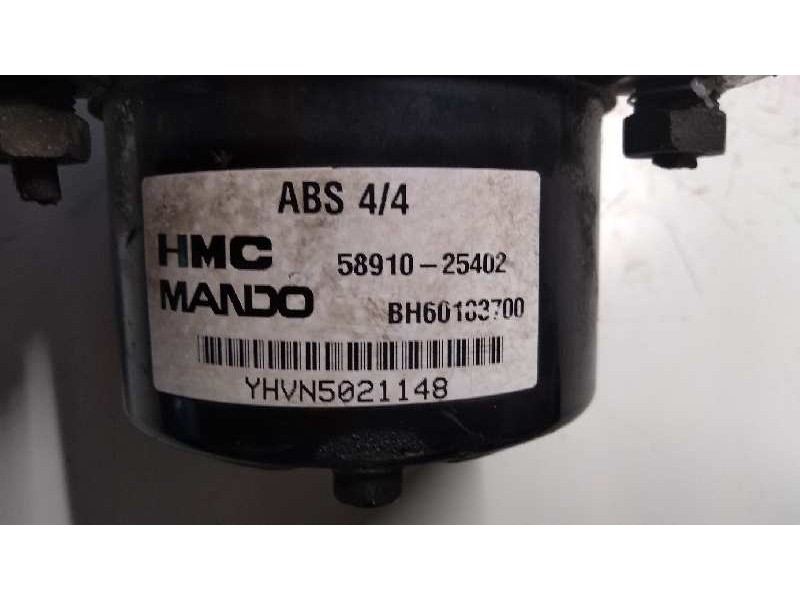 ABS 4/4
HMC 58910-25402
MANDO BH60103700
YHVN5021148